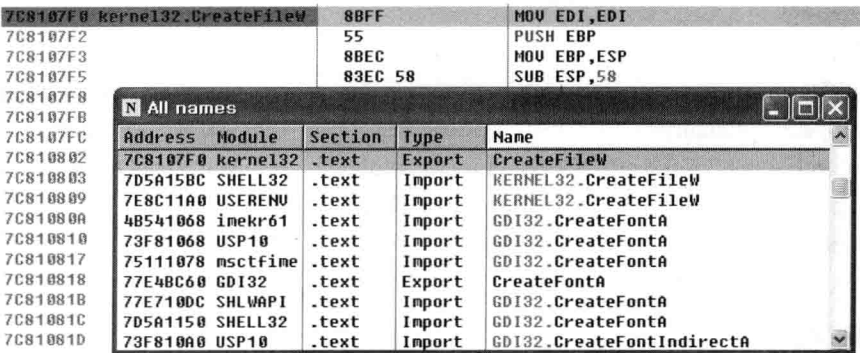 7C8107F0 kernel32.CreateFileW 8BFF MOV EDI,EDI
7C8107F2 55 PUSH EBP
7C8107F3 8BEC MOV EBP,ESP
7C8107F5 83EC 58 SUB ESP,58
7C8107F8
7C8107FB
7C8107FC
7C810802
7C810803
7C810809
7C81080A
7C810810
7C810817
7C810818
7C81081B
7C81081C
7C81081D
N All names
Address Module Section Type Name
7C8107F0 kernel32 .text Export CreateFileW
7D5A15BC SHELL32 .text Import KERNEL32.CreateFileW
7E8C11A0 USERENV .text Import KERNEL32.CreateFileW
4B541068 imekr61 .text Import GDI32.CreateFontA
73F81068 USP10 .text Import GDI32.CreateFontA
75111078 msctfime .text Import GDI32.CreateFontA
77E4BC60 GDI32 .text Export CreateFontA
77E710DC SHLWAPI .text Import GDI32.CreateFontA
7D5A1150 SHELL32 .text Import GDI32.CreateFontA
73F810A0 USP10 .text Import GDI32.CreateFontIndirectA